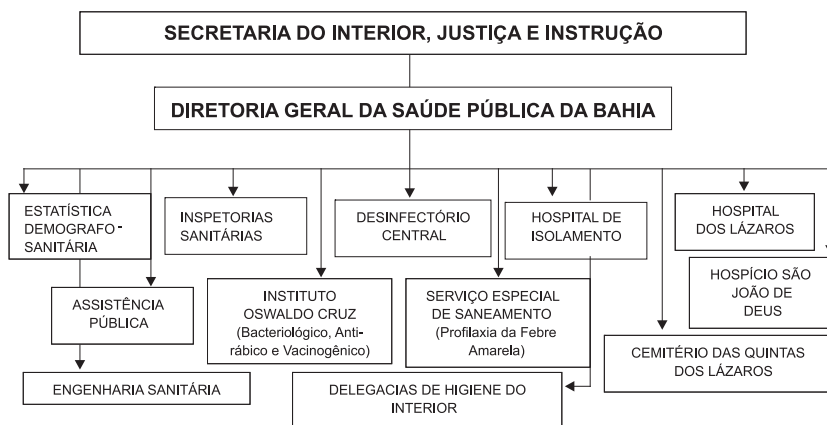 SECRETARIA DO INTERIOR, JUSTIÇA E INSTRUÇÃO
DIRETORIA GERAL DA SAÚDE PÚBLICA DA BAHIA
ESTATÍSTICA
DEMOGRAFO -
SANITÁRIA
INSPETORIAS
SANITÁRIAS
DESINFECTÓRIO
CENTRAL
HOSPITAL DE
ISOLAMENTO
HOSPITAL
DOS LÁZAROS
HOSPÍCIO SÃO
JOÃO DE
DEUS
ASSISTÊNCIA
PÚBLICA
INSTITUTO
OSWALDO CRUZ
(Bacteriológico, Anti-
rábico e Vacinogênico)
SERVIÇO ESPECIAL
DE SANEAMENTO
(Profilaxia da Febre
Amarela)
CEMITÉRIO DAS QUINTAS
DOS LÁZAROS
ENGENHARIA SANITÁRIA
DELEGACIAS DE HIGIENE DO
INTERIOR